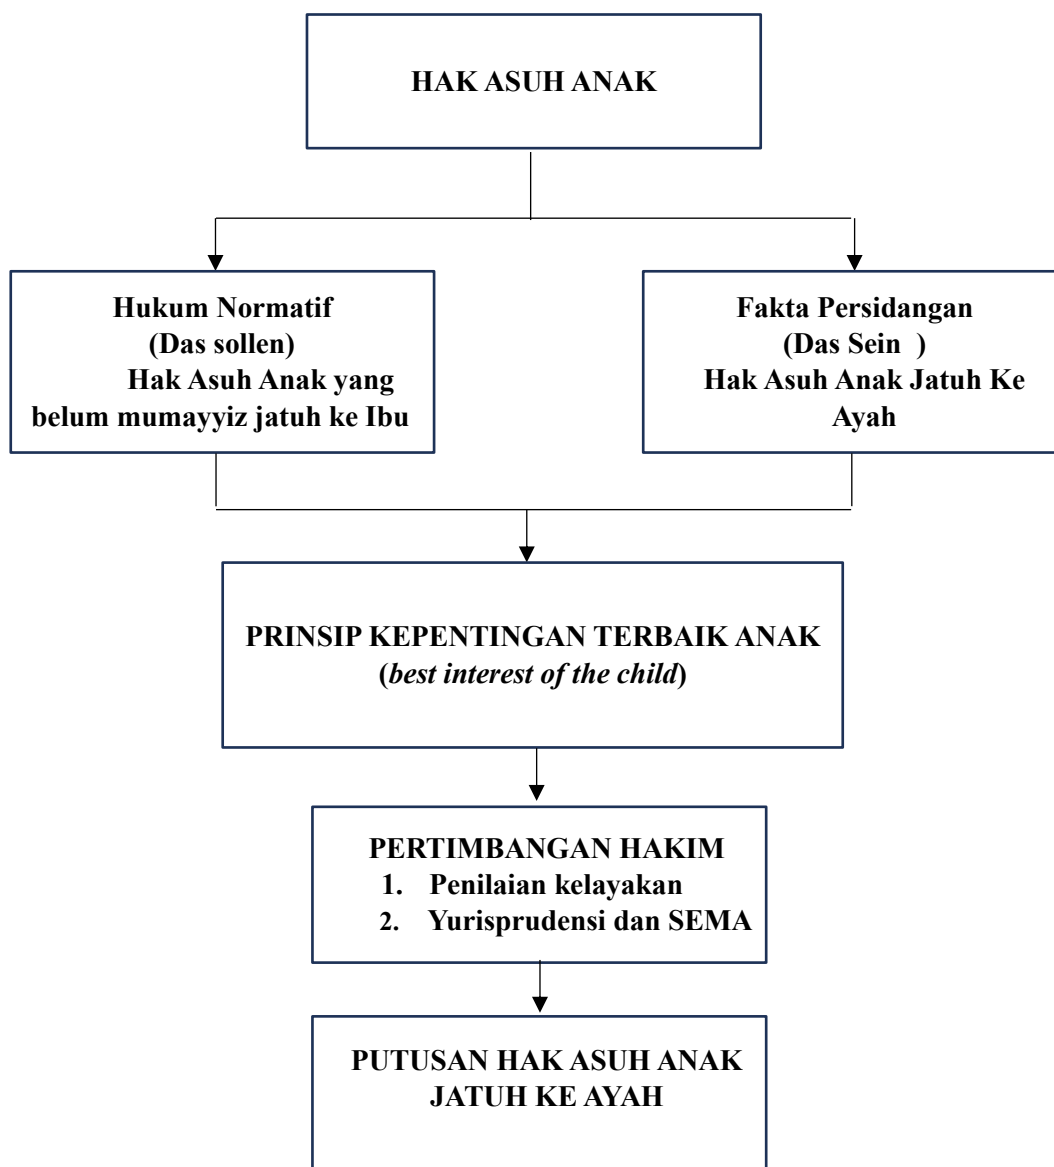 HAK ASUH ANAK
Hukum Normatif
(Das sollen)
Hak Asuh Anak yang
belum mumayyiz jatuh ke Ibu
Fakta Persidangan
(Das Sein )
Hak Asuh Anak Jatuh Ke
Ayah
PRINSIP KEPENTINGAN TERBAIK ANAK
(best interest of the child)
PERTIMBANGAN HAKIM
1. Penilaian kelayakan
2. Yurisprudensi dan SEMA
PUTUSAN HAK ASUH ANAK
JATUH KE AYAH